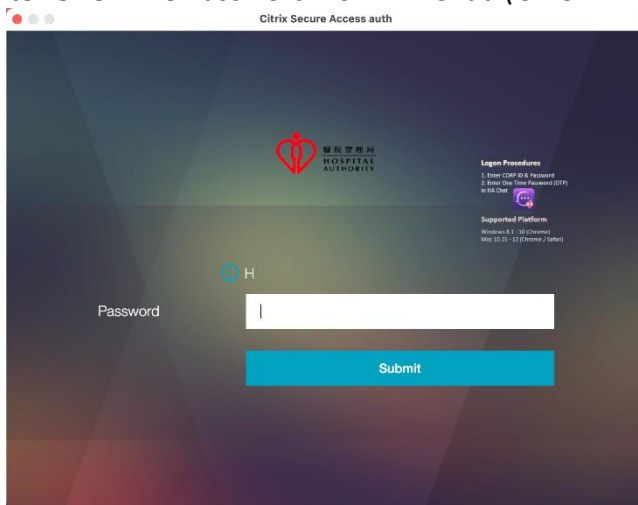 Citrix Secure Access auth
醫院管理局
HOSPITAL
AUTHORITY
Logon Procedures
1. Enter CORP ID & Password
2. Enter One Time Password (OTP)
in HA Chat
Supported Platform
Windows 8.1 - 10 (Chrome)
Mac 10.15 - 12 (Chrome / Safari)
H
Password
Submit